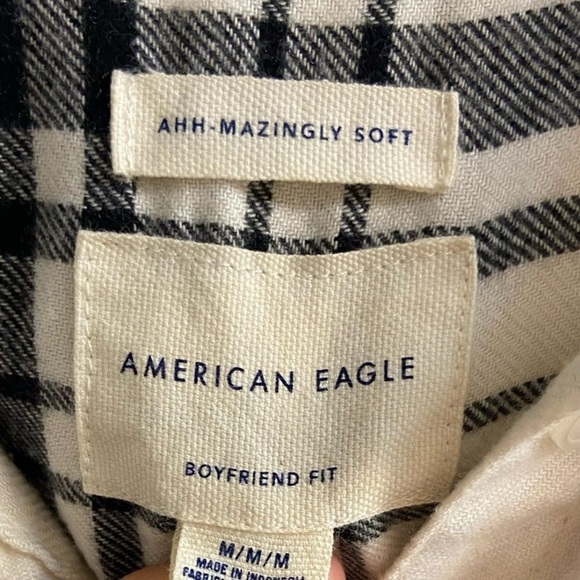 AHH-MAZINGLY SOFT
AMERICAN EAGLE
BOYFRIEND FIT
M/M/M
MADE IN INDONESIA